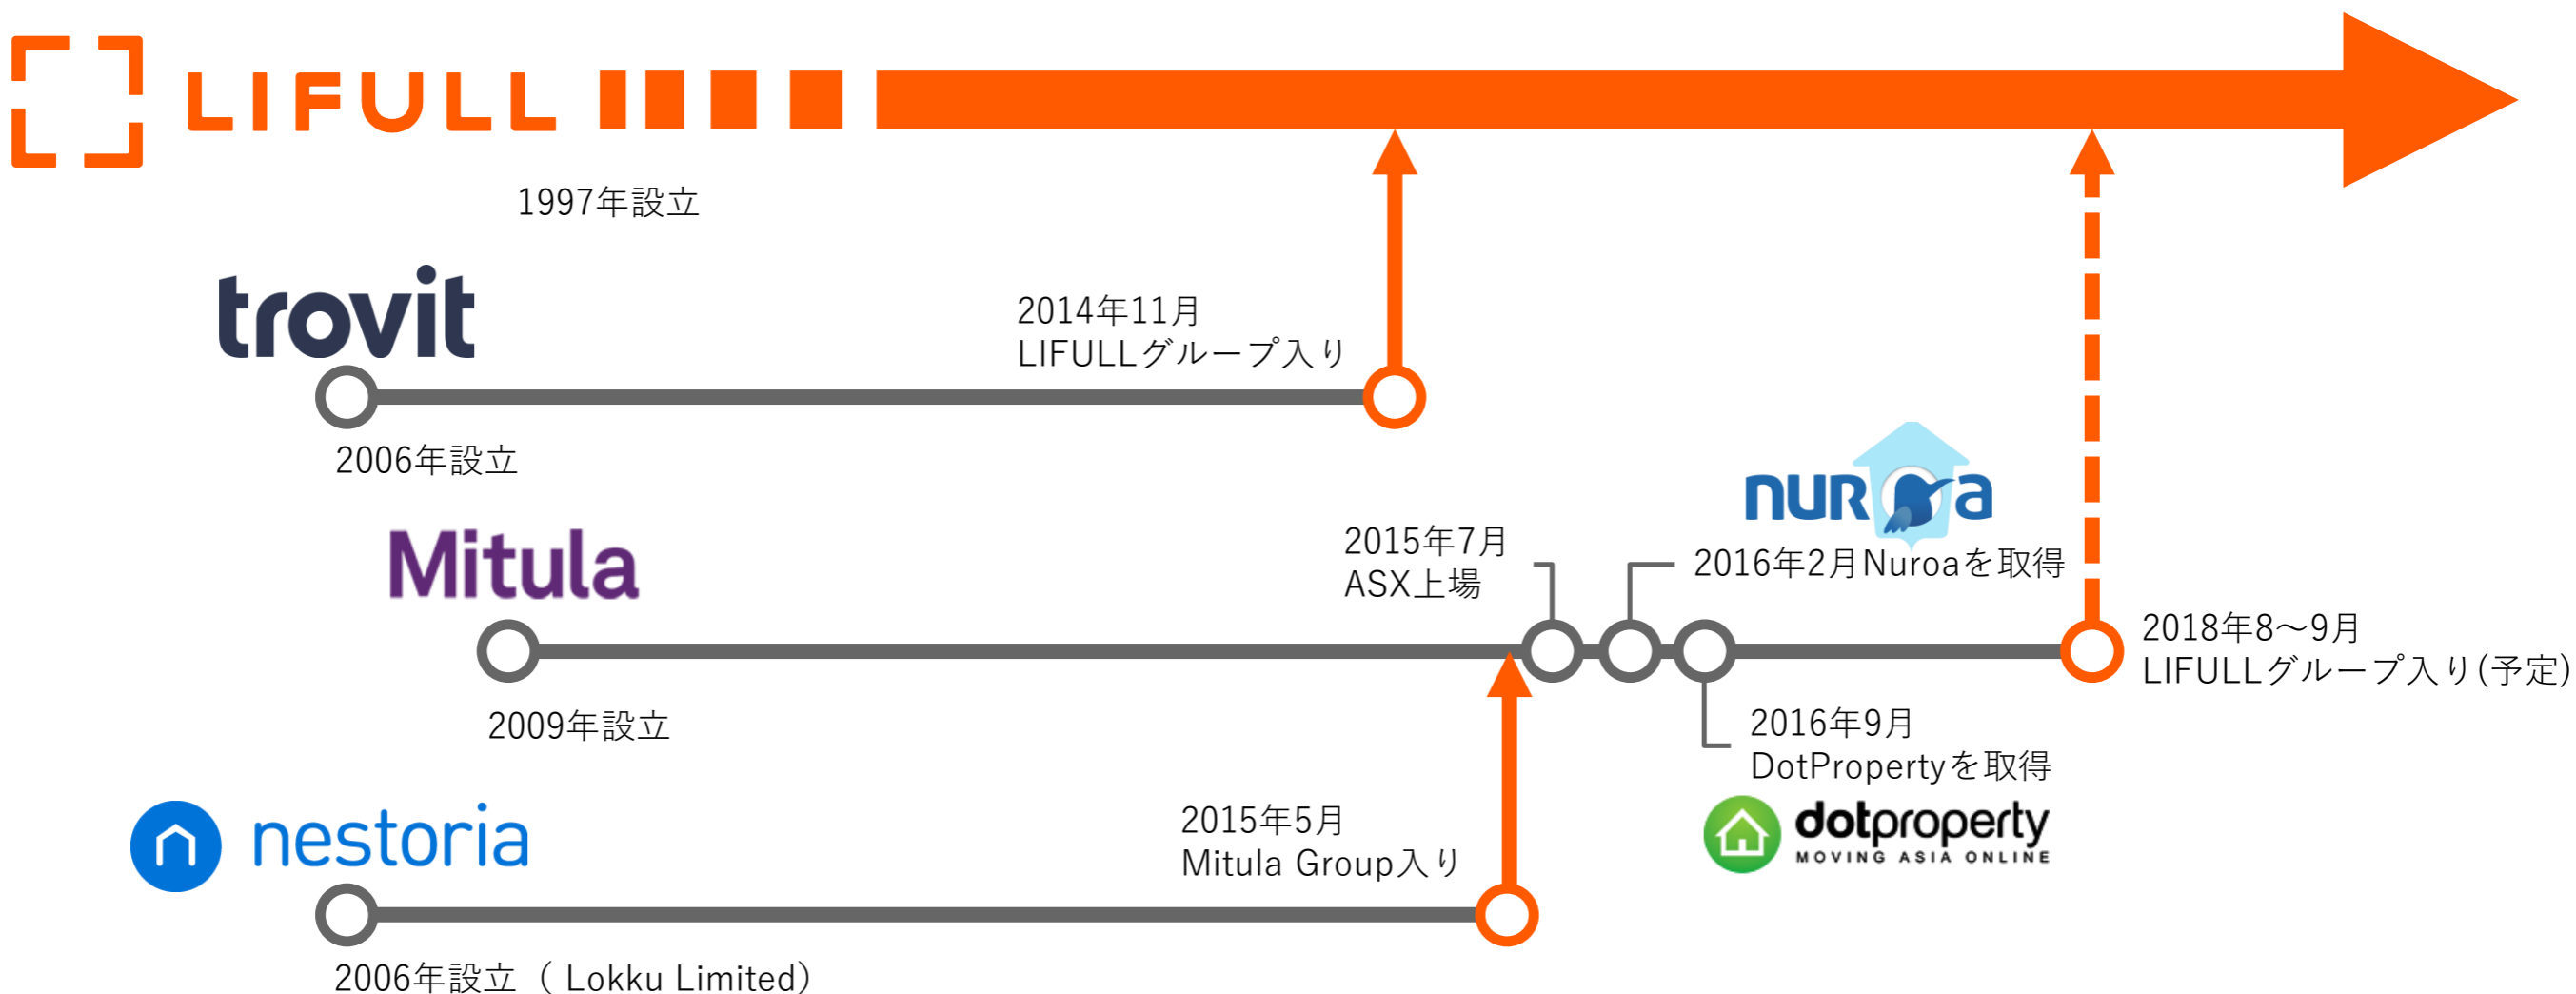 LIFULL
1997年設立
trovit
2014年11月
LIFULLグループ入り
2006年設立
nuroa
Mitula
2015年7月
ASX上場
2016年2月Nuroaを取得
2018年8～9月
LIFULLグループ入り(予定)
2009年設立
2016年9月
DotPropertyを取得
nestoria
2015年5月
Mitula Group入り
dotproperty
MOVING ASIA ONLINE
2006年設立（ Lokku Limited）